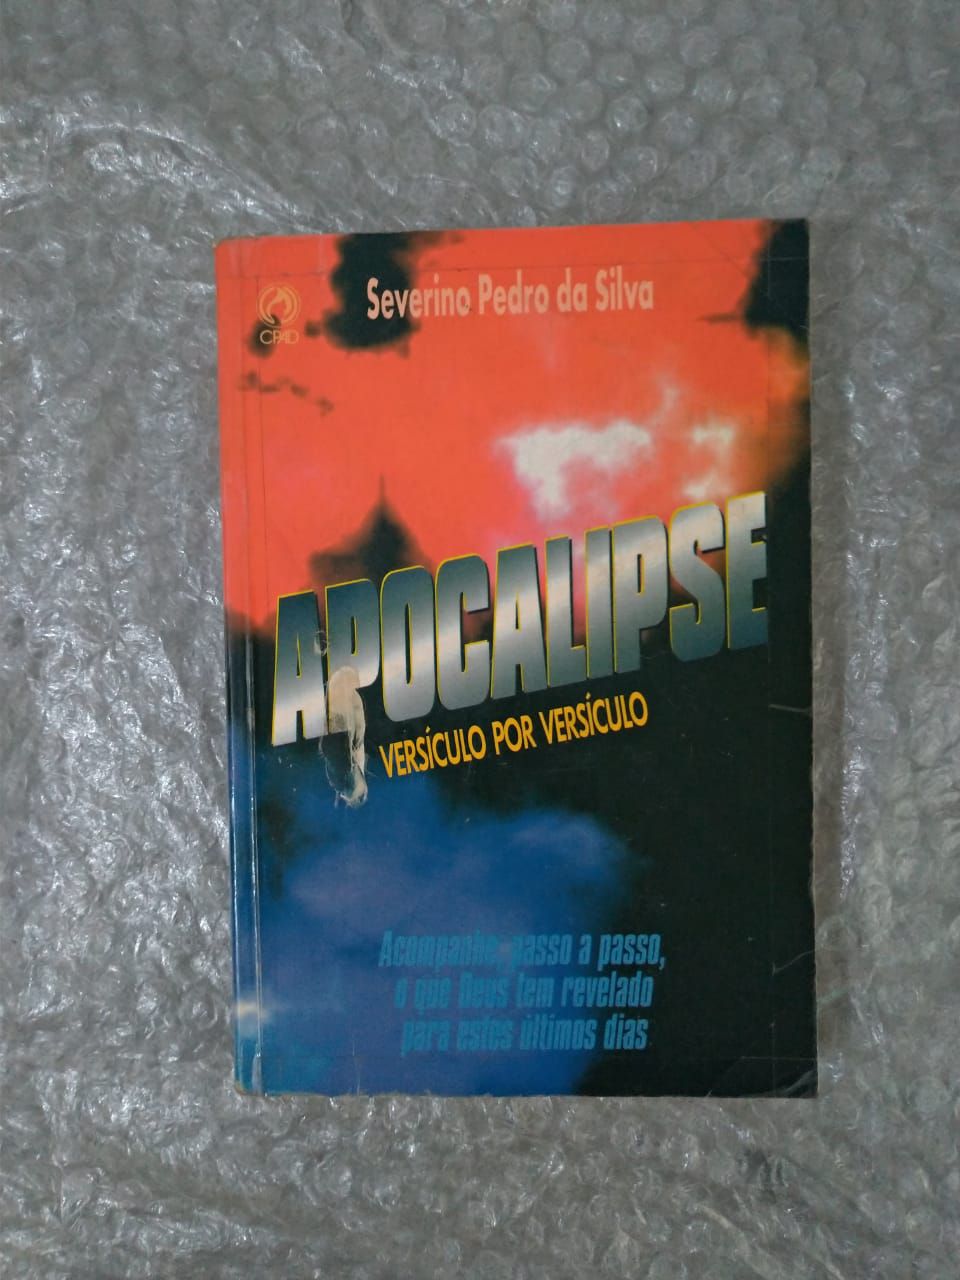 Severino Pedro da Silva
CPAD
APOCALIPSE
VERSÍCULO POR VERSÍCULO
Acompanhe, passo a passo,
o que Deus tem revelado
para estes últimos dias